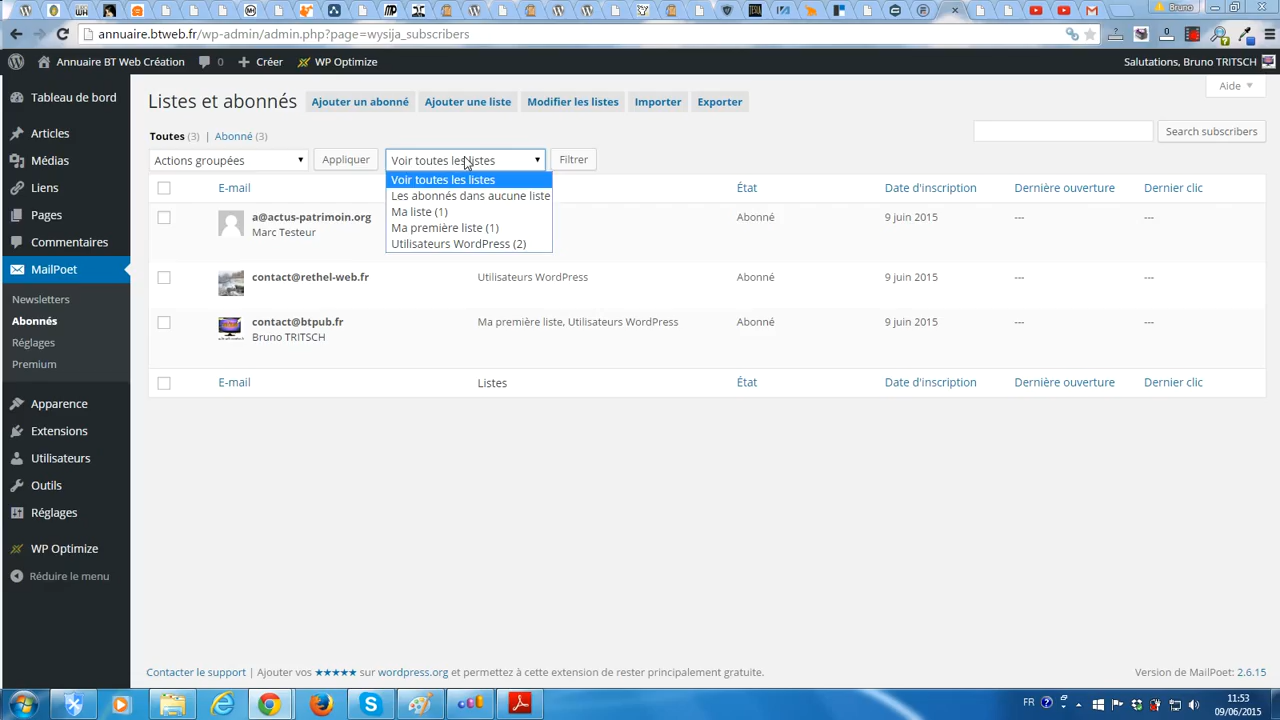 Bruno
annuaire.btweb.fr/wp-admin/admin.php?page=wysija_subscribers
Annuaire BT Web Création 0 Créer WP Optimize Salutations, Bruno TRITSCH
Aide
Listes et abonnés Ajouter un abonné Ajouter une liste Modifier les listes Importer Exporter
Toutes (3) | Abonné (3)
Search subscribers
Actions groupées Appliquer Voir toutes les listes Filtrer
Voir toutes les listes
Les abonnés dans aucune liste
Ma liste (1)
Ma première liste (1)
Utilisateurs WordPress (2)
E-mail État Date d'inscription Dernière ouverture Dernier clic
a@actus-patrimoin.org Abonné 9 juin 2015 --- ---
Marc Testeur
contact@rethel-web.fr Utilisateurs WordPress Abonné 9 juin 2015 --- ---
contact@btpub.fr Ma première liste, Utilisateurs WordPress Abonné 9 juin 2015 --- ---
Bruno TRITSCH
E-mail Listes État Date d'inscription Dernière ouverture Dernier clic
Tableau de bord
Articles
Médias
Liens
Pages
Commentaires
MailPoet
Newsletters
Abonnés
Réglages
Premium
Apparence
Extensions
Utilisateurs
Outils
Réglages
WP Optimize
Réduire le menu
Contacter le support | Ajouter vos ★★★★★ sur wordpress.org et permettez à cette extension de rester principalement gratuite. Version de MailPoet: 2.6.15
FR
11:53
09/06/2015